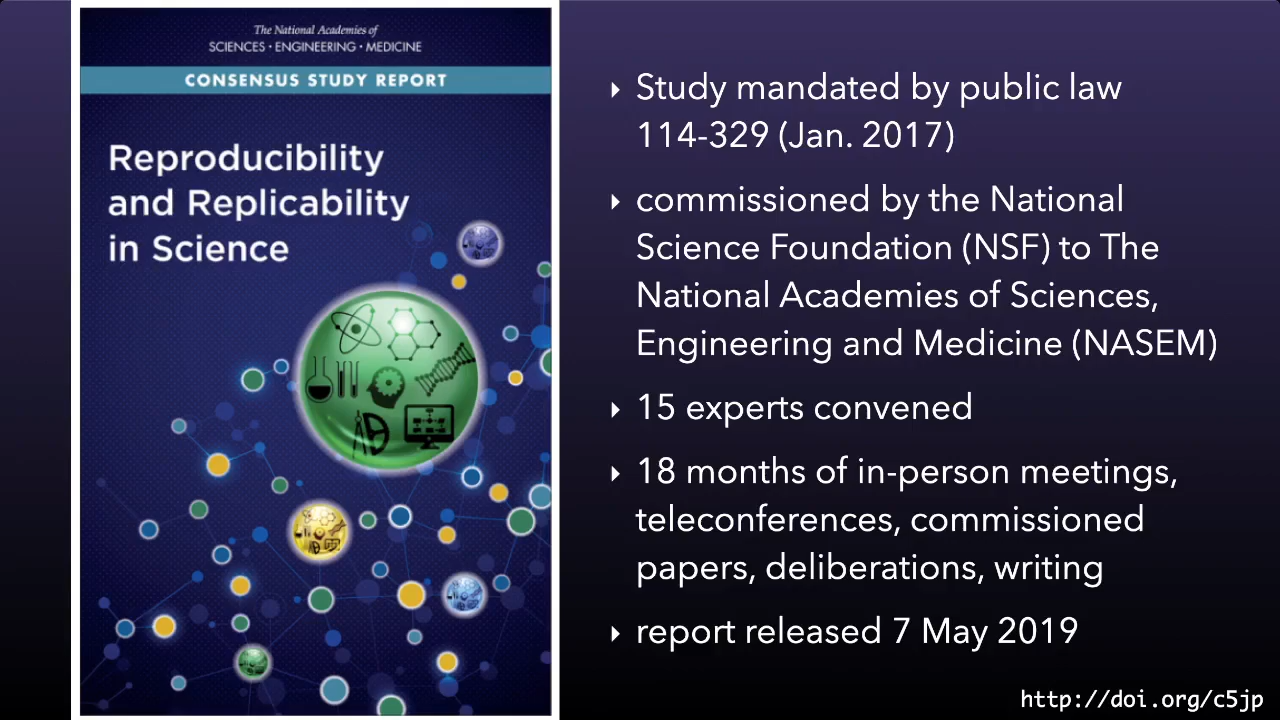 The National Academies of
SCIENCES · ENGINEERING · MEDICINE
CONSENSUS STUDY REPORT
Reproducibility
and Replicability
in Science
‣ Study mandated by public law
114-329 (Jan. 2017)
‣ commissioned by the National
Science Foundation (NSF) to The
National Academies of Sciences,
Engineering and Medicine (NASEM)
‣ 15 experts convened
‣ 18 months of in-person meetings,
teleconferences, commissioned
papers, deliberations, writing
‣ report released 7 May 2019
http://doi.org/c5jp